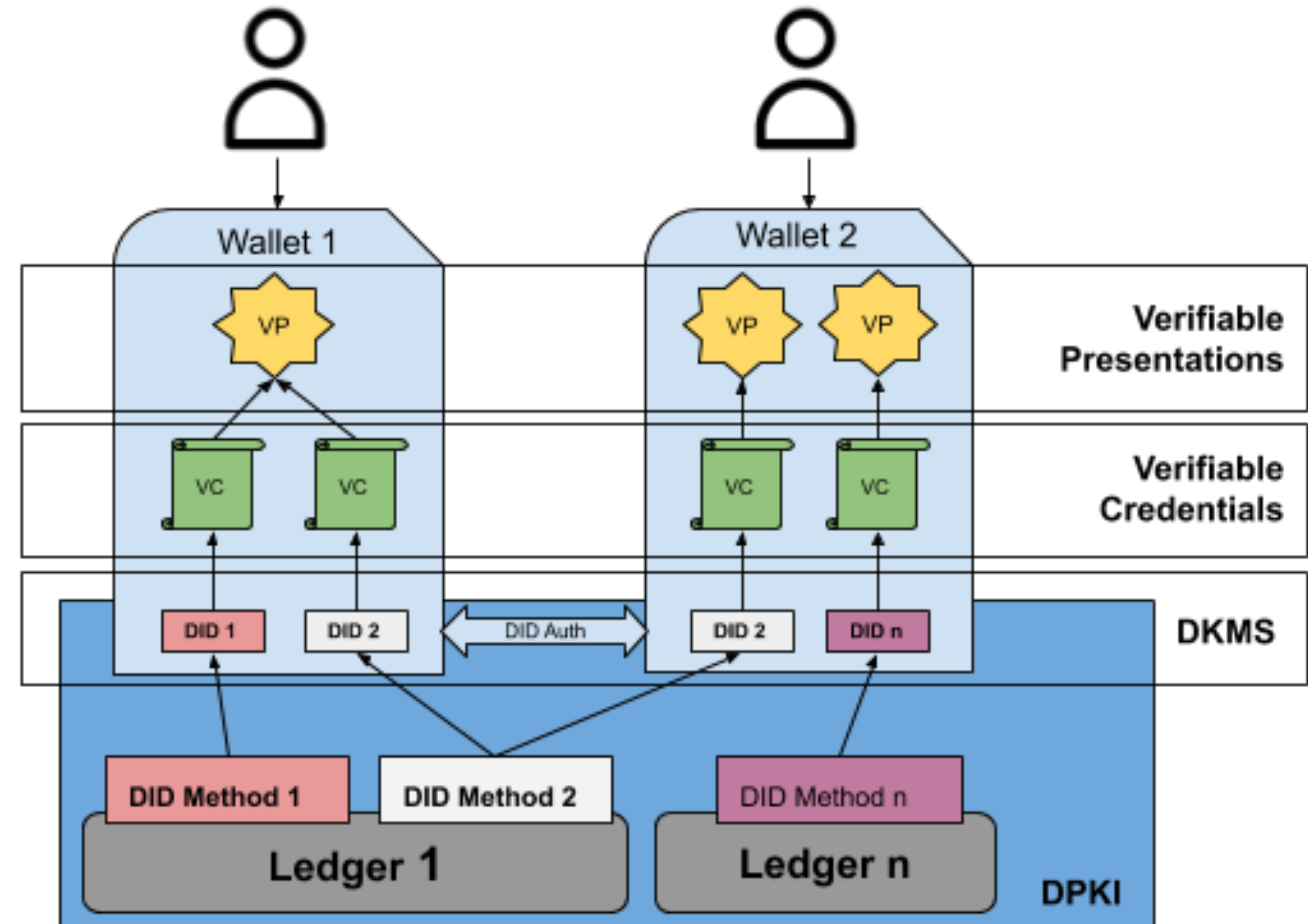 Wallet 1
Wallet 2
VP
VP
VP
Verifiable
Presentations
VC
VC
VC
VC
Verifiable
Credentials
DID 1
DID 2
DID Auth
DID 2
DID n
DKMS
DID Method 1
DID Method 2
DID Method n
Ledger 1
Ledger n
DPKI